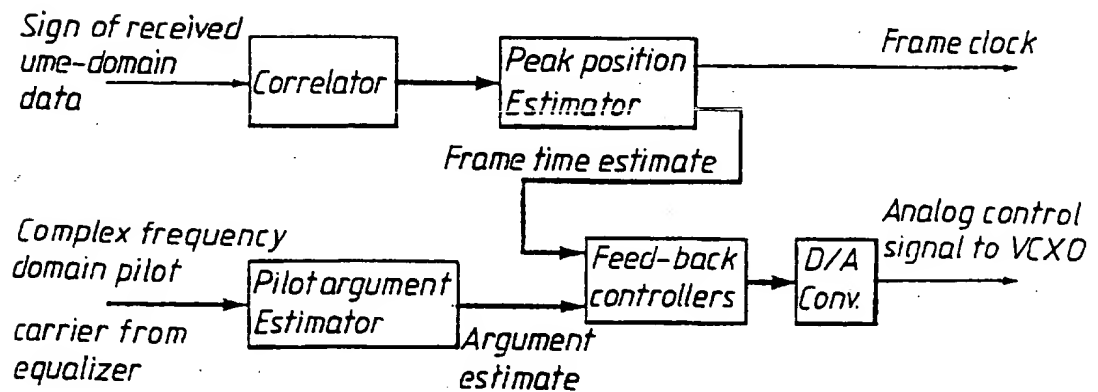 Sign of received
ume-domain
data
Correlator
Peak position
Estimator
Frame clock
Frame time estimate
Complex frequency
domain pilot
carrier from
equalizer
Pilot argument
Estimator
Argument
estimate
Feed-back
controllers
D/A
Conv.
Analog control
signal to VCXO